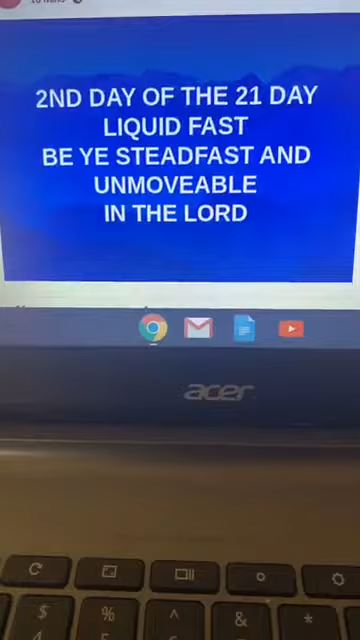 2ND DAY OF THE 21 DAY
LIQUID FAST
BE YE STEADFAST AND
UNMOVEABLE
IN THE LORD
acer
$ % ^ & *